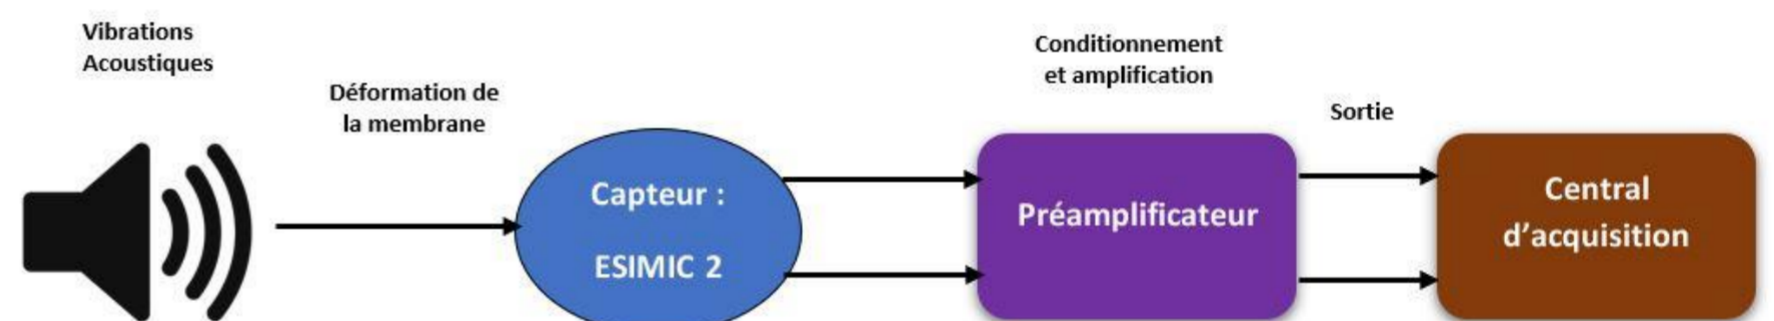 Vibrations
Acoustiques
Déformation de
la membrane
Capteur :
ESIMIC 2
Conditionnement
et amplification
Préamplificateur
Sortie
Central
d'acquisition